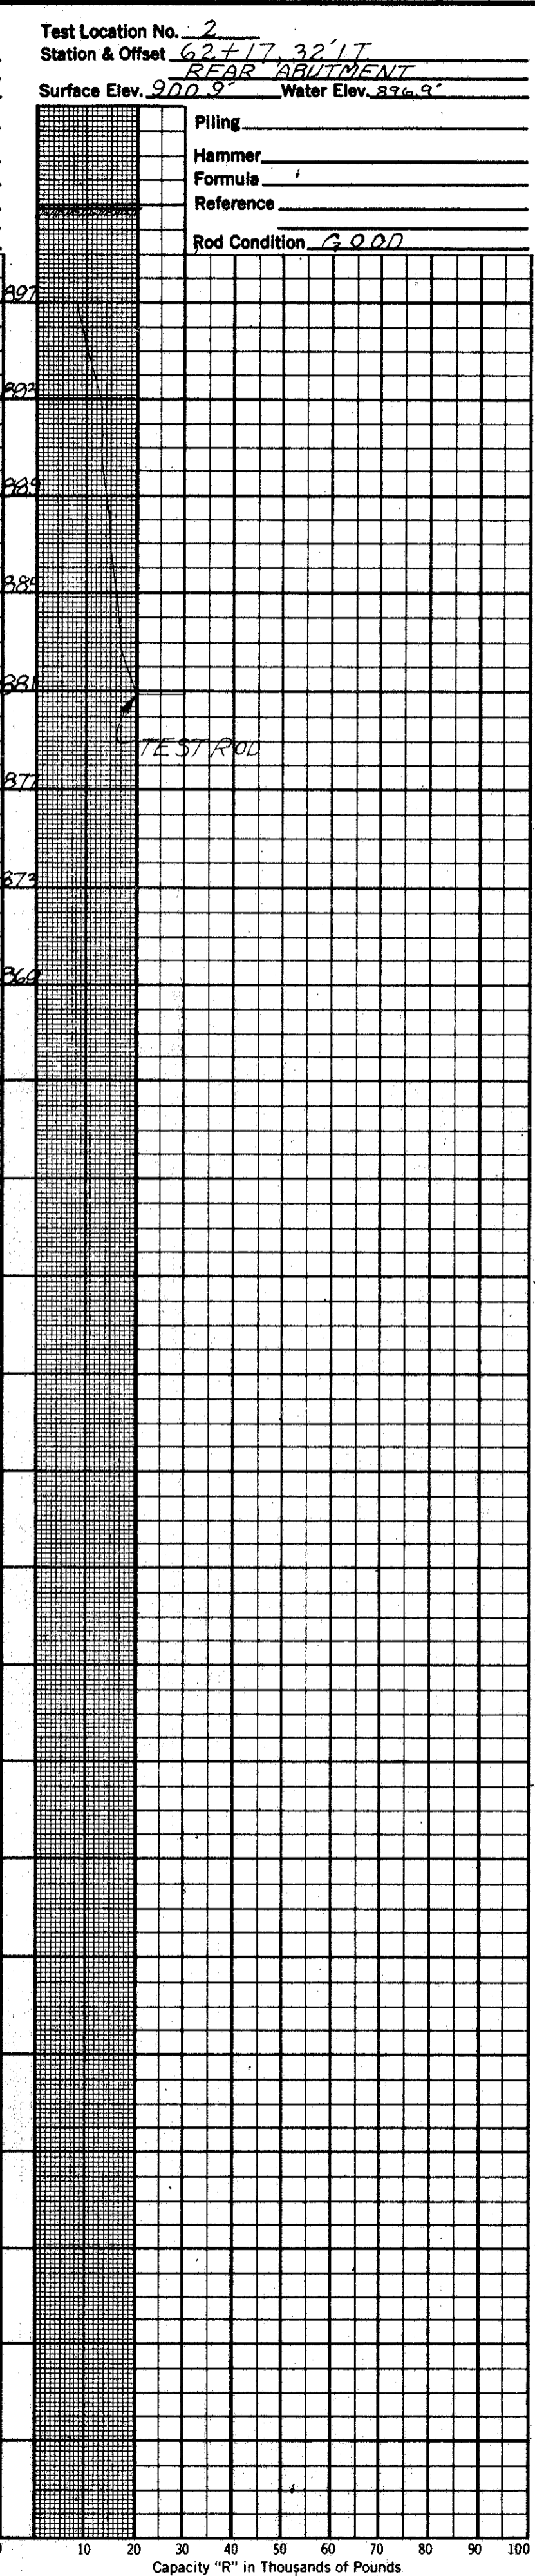 Test Location No. 2
Station & Offset 62+17, 32' LT.
REAR ABUTMENT
Surface Elev. 900.9' Water Elev. 896.9'
Piling
Hammer
Formula
Reference
Rod Condition GOOD
897
893
889
885
881
TEST ROD
877
873
869
10 20 30 40 50 60 70 80 90 100
Capacity "R" in Thousands of Pounds